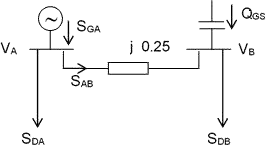 S_GA
Q_GS
V_A
j 0.25
V_B
S_AB
S_DA
S_DB